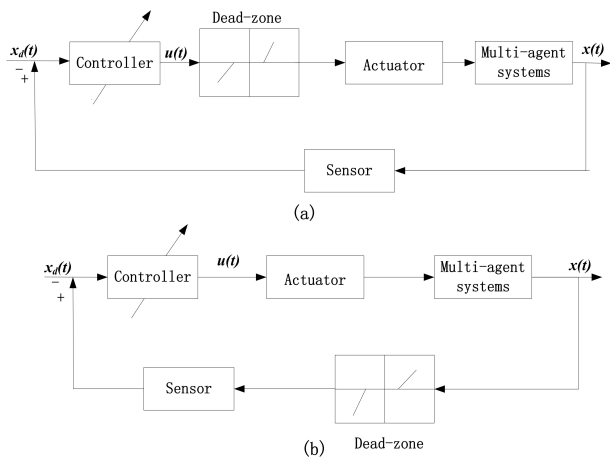 Dead-zone
x_d(t)
−
+
Controller
u(t)
Actuator
Multi-agent
systems
x(t)
Sensor
(a)
x_d(t)
−
+
Controller
u(t)
Actuator
Multi-agent
systems
x(t)
Sensor
Dead-zone
(b)